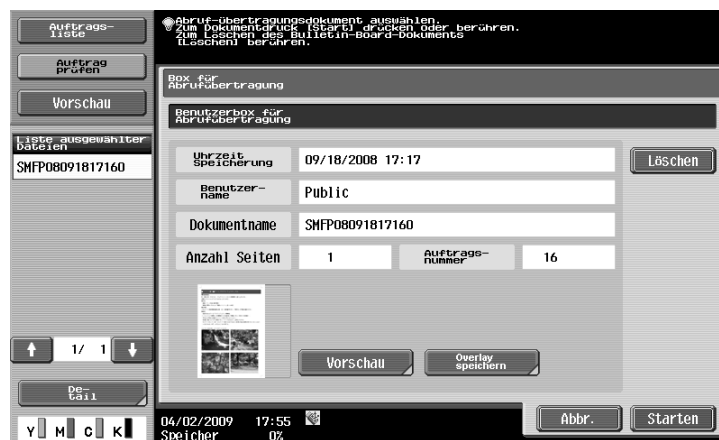 Auftrags-
liste
Auftrag
prüfen
Vorschau
Liste ausgewählter
Dateien
SMFP08091817160
1/ 1
De-
tail
Y M C K
Abruf-übertragungsdokument auswählen.
Zum Dokumentdruck [Start] drücken oder berühren.
Zum Löschen des Bulletin-Board-Dokuments
[Löschen] berühren.
Box für
Abrufübertragung
Benutzerbox für
Abrufübertragung
Uhrzeit
Speicherung
09/18/2008 17:17
Löschen
Benutzer-
name
Public
Dokumentname
SMFP08091817160
Anzahl Seiten
1
Auftrags-
nummer
16
Vorschau
Overlay
speichern
04/02/2009 17:55
Speicher 0%
Abbr.
Starten